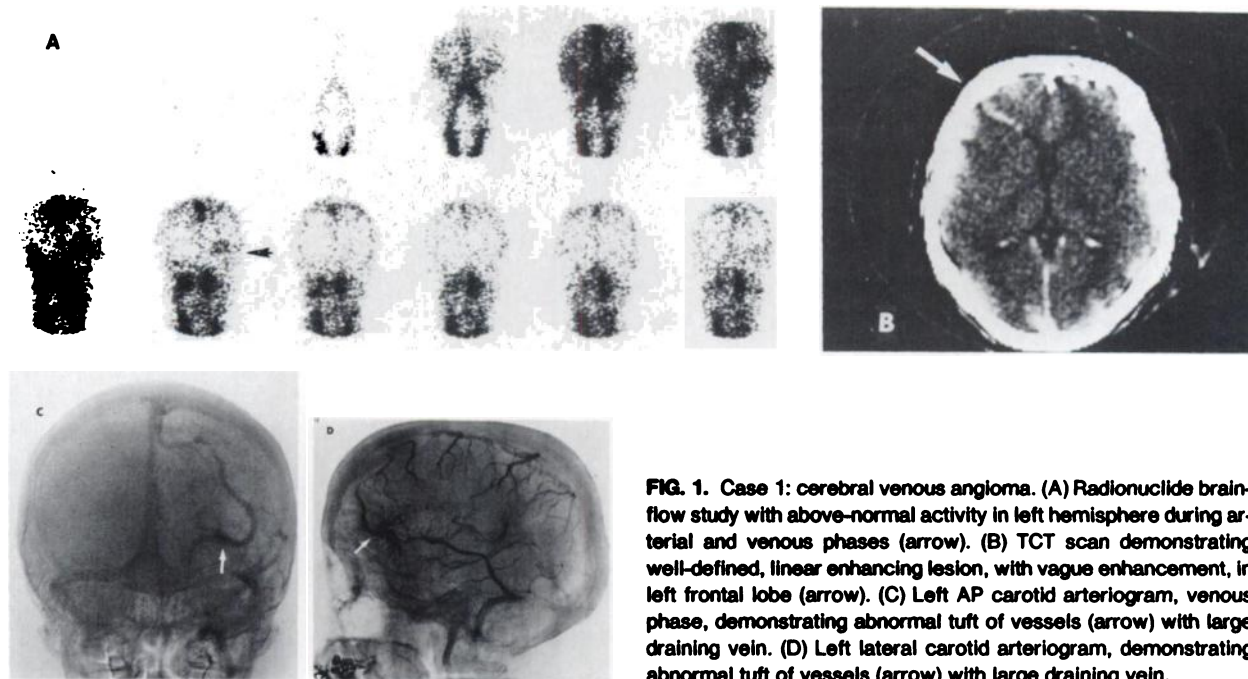 A
B
C
D
FIG. 1. Case 1: cerebral venous angioma. (A) Radionuclide brain-
flow study with above-normal activity in left hemisphere during ar-
terial and venous phases (arrow). (B) TCT scan demonstrating
well-defined, linear enhancing lesion, with vague enhancement, in
left frontal lobe (arrow). (C) Left AP carotid arteriogram, venous
phase, demonstrating abnormal tuft of vessels (arrow) with large
draining vein. (D) Left lateral carotid arteriogram, demonstrating
abnormal tuft of vessels (arrow) with large draining vein.